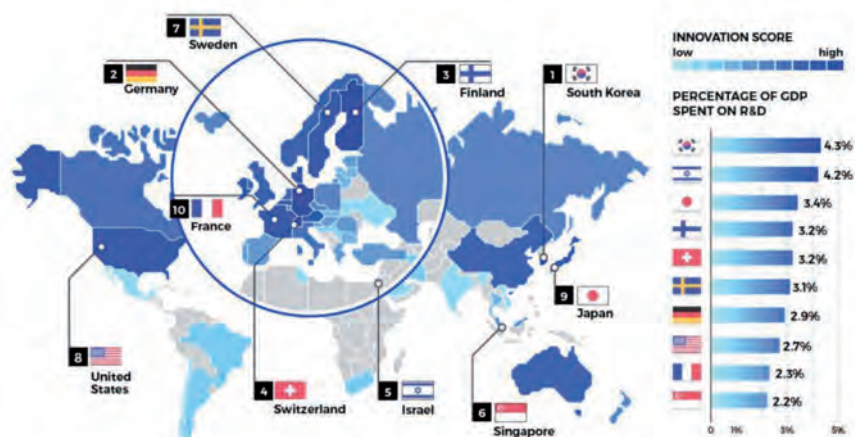 7
Sweden
2
Germany
3
Finland
1
South Korea
10
France
9
Japan
8
United
States
4
Switzerland
5
Israel
6
Singapore
INNOVATION SCORE
low high
PERCENTAGE OF GDP
SPENT ON R&D
4.3%
4.2%
3.4%
3.2%
3.2%
3.1%
2.9%
2.7%
2.3%
2.2%
0 1% 3% 5%